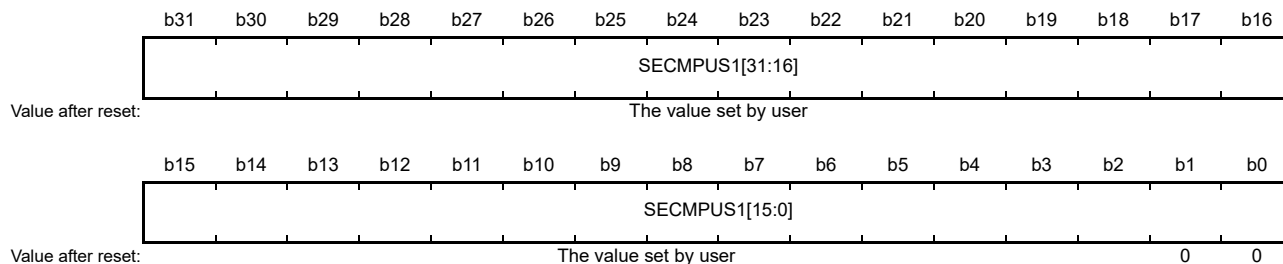 b31 b30 b29 b28 b27 b26 b25 b24 b23 b22 b21 b20 b19 b18 b17 b16
SECMPUS1[31:16]
Value after reset: The value set by user
b15 b14 b13 b12 b11 b10 b9 b8 b7 b6 b5 b4 b3 b2 b1 b0
SECMPUS1[15:0]
Value after reset: The value set by user 0 0